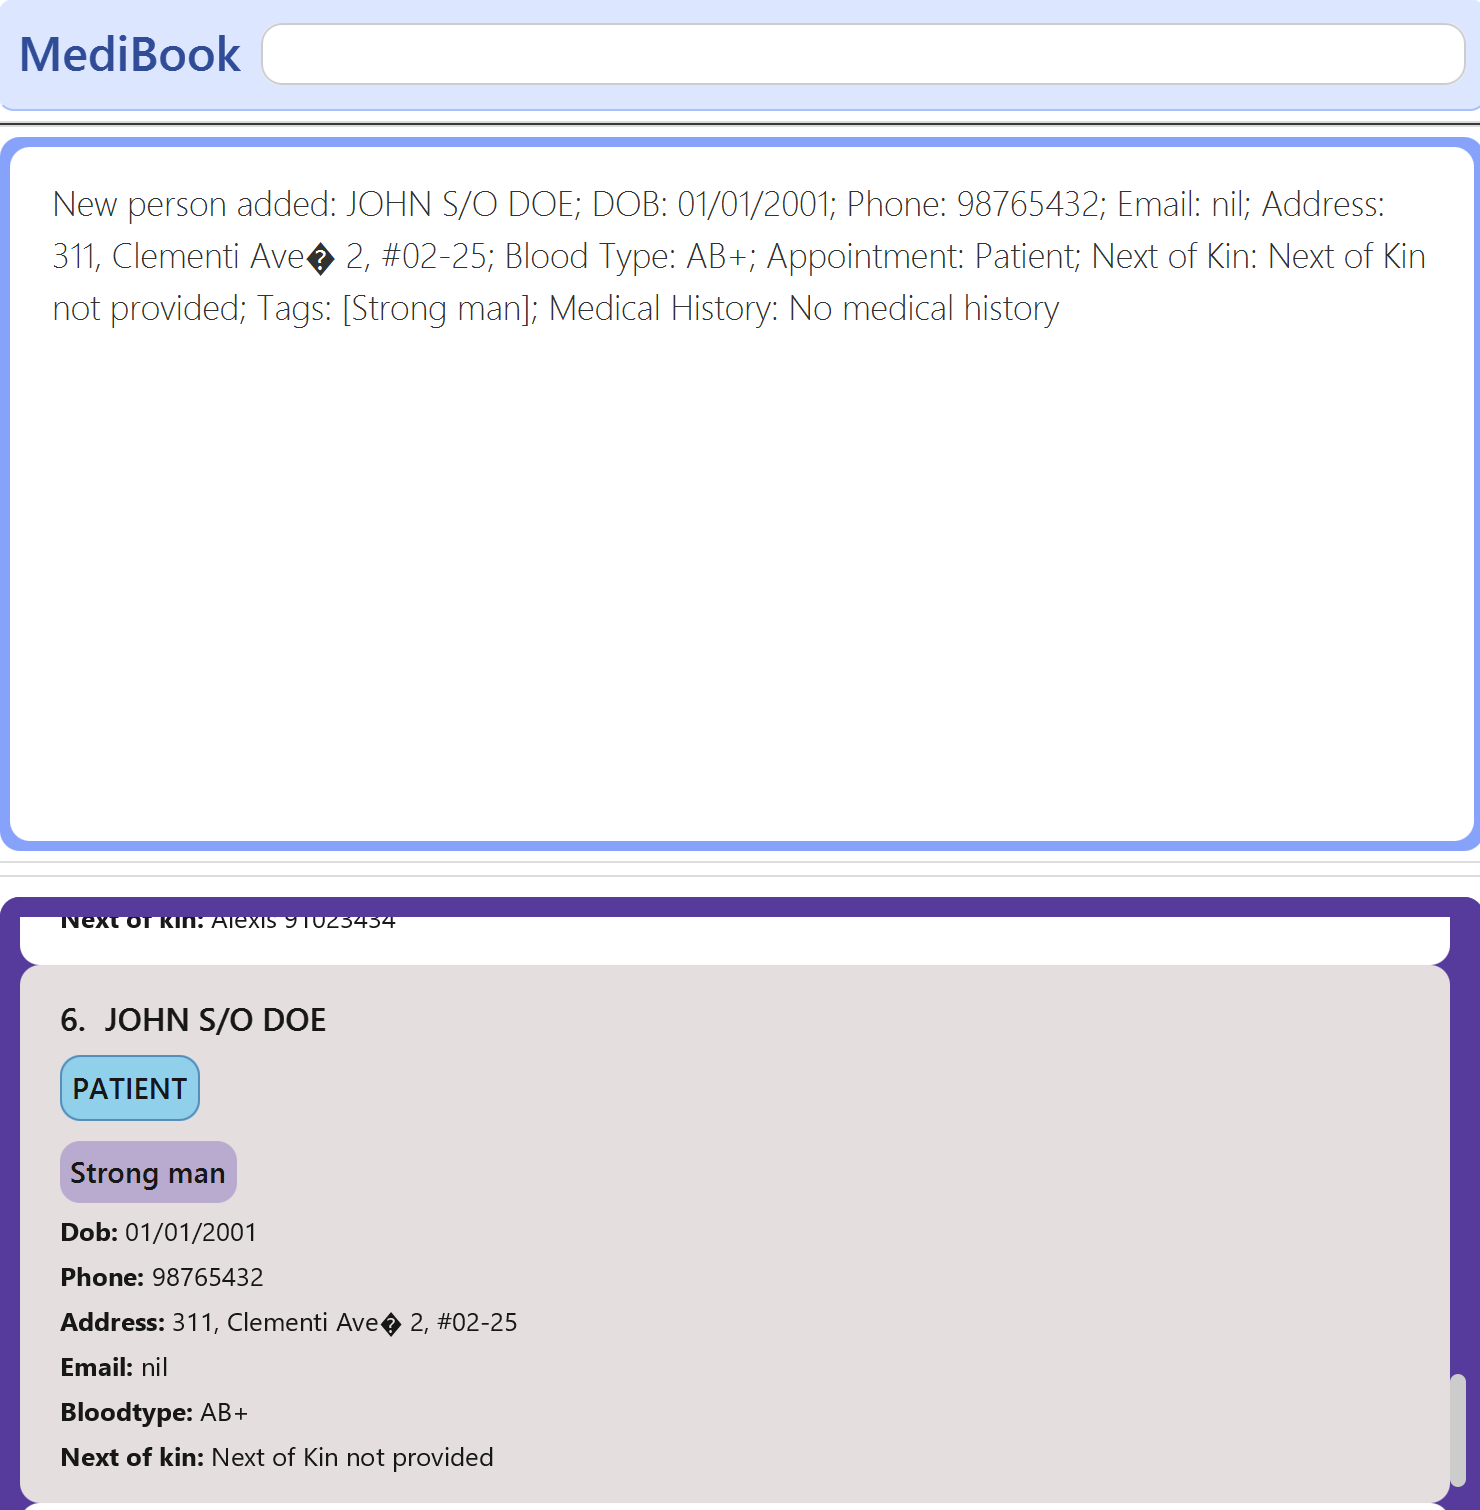 MediBook
New person added: JOHN S/O DOE; DOB: 01/01/2001; Phone: 98765432; Email: nil; Address:
311, Clementi Ave� 2, #02-25; Blood Type: AB+; Appointment: Patient; Next of Kin: Next of Kin
not provided; Tags: [Strong man]; Medical History: No medical history
Next of kin: Alexis 91023434
6. JOHN S/O DOE
PATIENT
Strong man
Dob: 01/01/2001
Phone: 98765432
Address: 311, Clementi Ave� 2, #02-25
Email: nil
Bloodtype: AB+
Next of kin: Next of Kin not provided